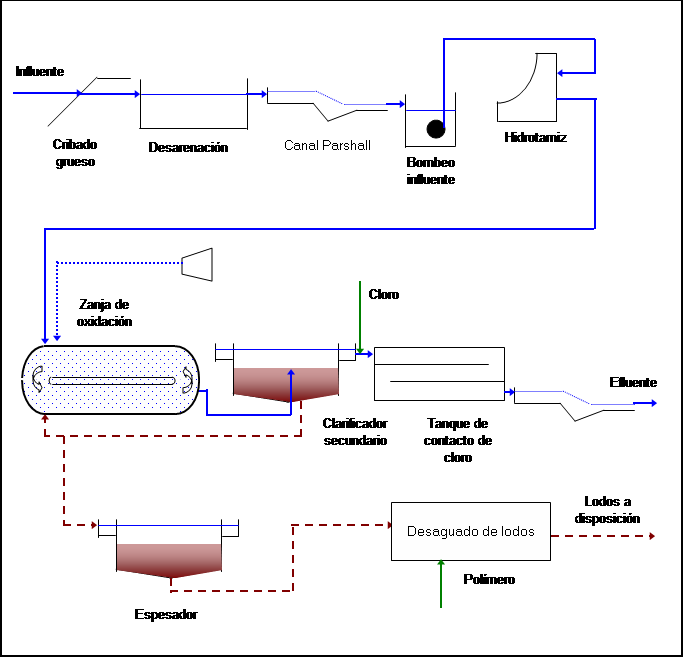 Influente
Cribado
grueso
Desarenación
Canal Parshall
Bombeo
influente
Hidrotamiz
Zanja de
oxidación
Cloro
Clarificador
secundario
Tanque de
contacto de
cloro
Efluente
Espesador
Desaguado de lodos
Polímero
Lodos a
disposición